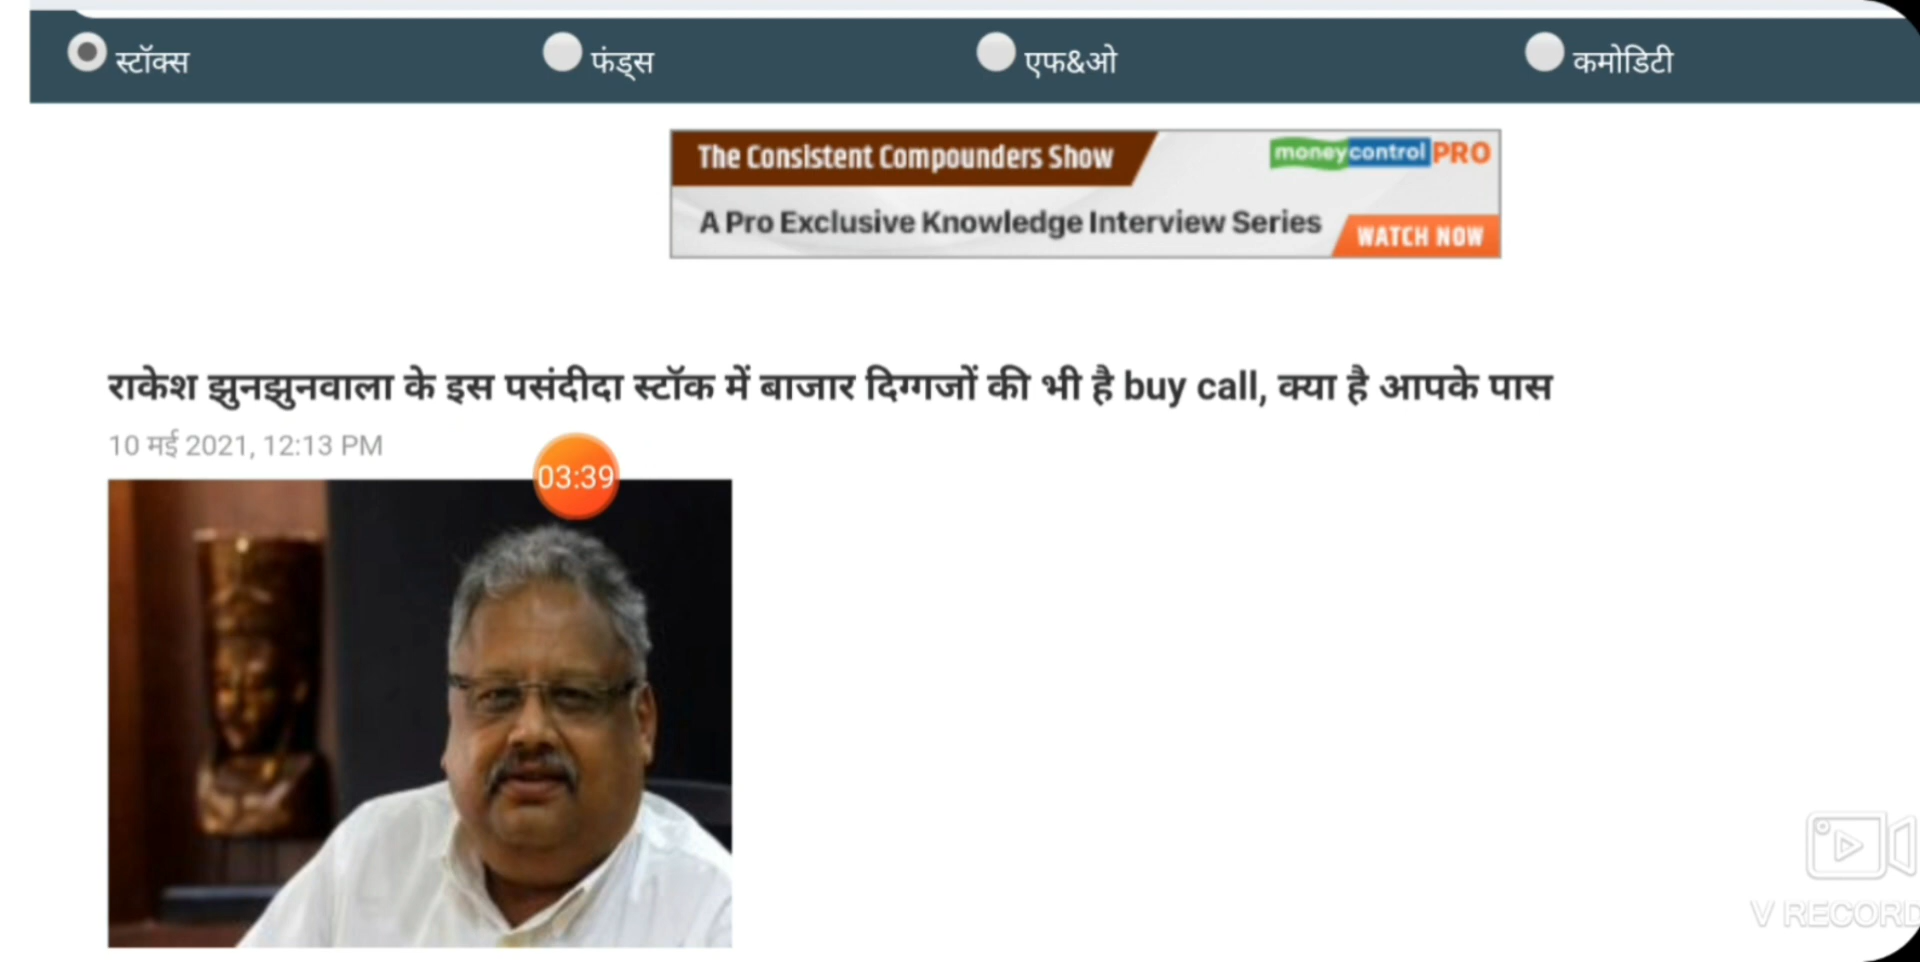 स्टॉक्स
फंड्स
एफ&ओ
कमोडिटी
The Consistent Compounders Show
moneycontrol PRO
A Pro Exclusive Knowledge Interview Series
WATCH NOW
राकेश झुनझुनवाला के इस पसंदीदा स्टॉक में बाजार दिग्गजों की भी है buy call, क्या है आपके पास
10 मई 2021, 12:13 PM
03:39
V RECORD